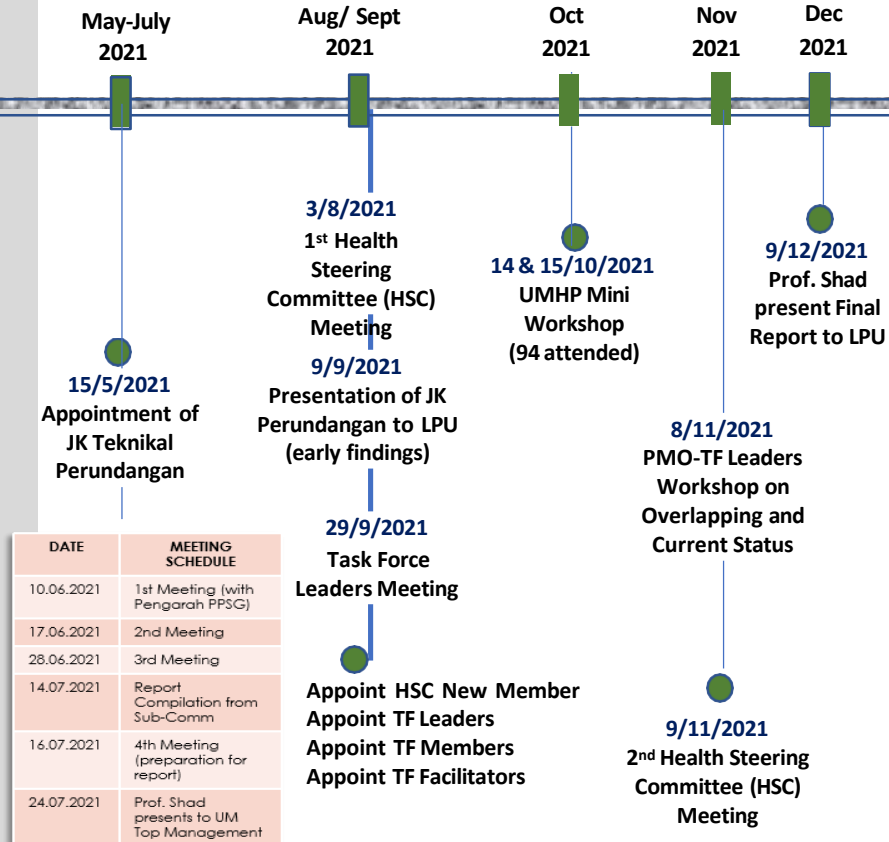 May-July
2021
Aug/ Sept
2021
Oct
2021
Nov
2021
Dec
2021
15/5/2021
Appointment of
JK Teknikal
Perundangan
DATE MEETING
SCHEDULE
10.06.2021 1st Meeting (with
Pengarah PPSG)
17.06.2021 2nd Meeting
28.06.2021 3rd Meeting
14.07.2021 Report
Compilation from
Sub-Comm
16.07.2021 4th Meeting
(preparation for
report)
24.07.2021 Prof. Shad
presents to UM
Top Management
3/8/2021
1st Health
Steering
Committee (HSC)
Meeting
9/9/2021
Presentation of JK
Perundangan to LPU
(early findings)
29/9/2021
Task Force
Leaders Meeting
Appoint HSC New Member
Appoint TF Leaders
Appoint TF Members
Appoint TF Facilitators
14 & 15/10/2021
UMHP Mini
Workshop
(94 attended)
8/11/2021
PMO-TF Leaders
Workshop on
Overlapping and
Current Status
9/11/2021
2nd Health Steering
Committee (HSC)
Meeting
9/12/2021
Prof. Shad
present Final
Report to LPU